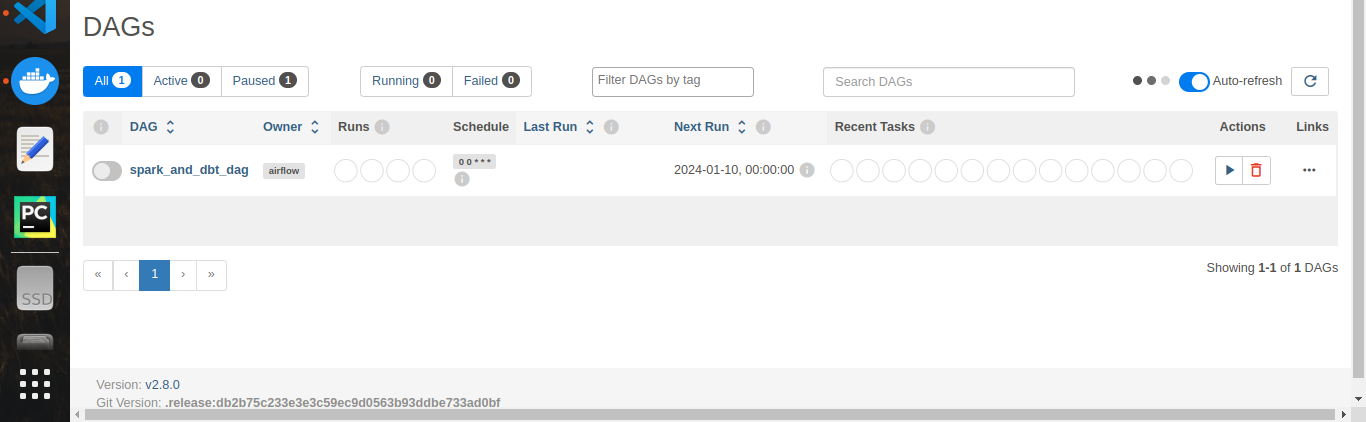 DAGs
All 1 Active 0 Paused 1 Running 0 Failed 0 Filter DAGs by tag Search DAGs Auto-refresh
DAG Owner Runs Schedule Last Run Next Run Recent Tasks Actions Links
spark_and_dbt_dag airflow 0 0 * * * 2024-01-10, 00:00:00
PC
SSD
« ‹ 1 › » Showing 1-1 of 1 DAGs
Version: v2.8.0
Git Version: .release:db2b75c233e3e3c59ec9d0563b93ddbe733ad0bf